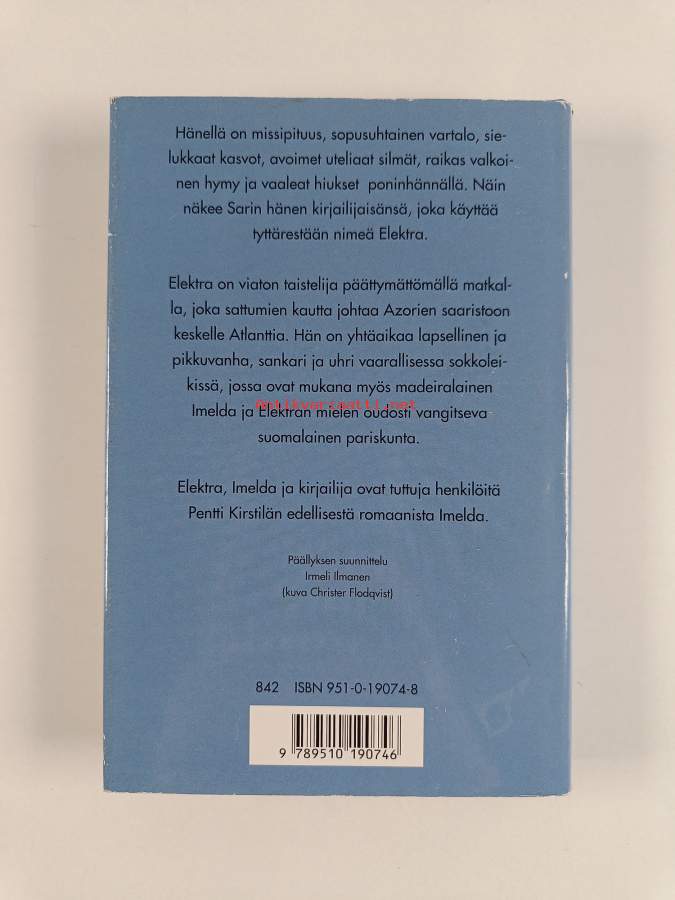 Hänellä on missipituus, sopusuhtainen vartalo, sie-
lukkaat kasvot, avoimet uteliaat silmät, raikas valkoi-
nen hymy ja vaaleat hiukset poninhännällä. Näin
näkee Sarin hänen kirjailijaisänsä, joka käyttää
tyttärestään nimeä Elektra.
Elektra on viaton taistelija päättymättömällä matkal-
la, joka sattumien kautta johtaa Azorien saaristoon
keskelle Atlanttia. Hän on yhtäaikaa lapsellinen ja
pikkuvanha, sankari ja uhri vaarallisessa sokkolei-
kissä, jossa ovat mukana myös madeiralainen
Antikvariaatti.net
Imelda ja Elektran mielen oudosti vangitseva
suomalainen pariskunta.
Elektra, Imelda ja kirjailija ovat tuttuja henkilöitä
Pentti Kirstilän edellisestä romaanista Imelda.
Päällyksen suunnittelu
Irmeli Ilmanen
(kuva Christer Flodqvist)
842 ISBN 951-0-19074-8
9 789510 190746